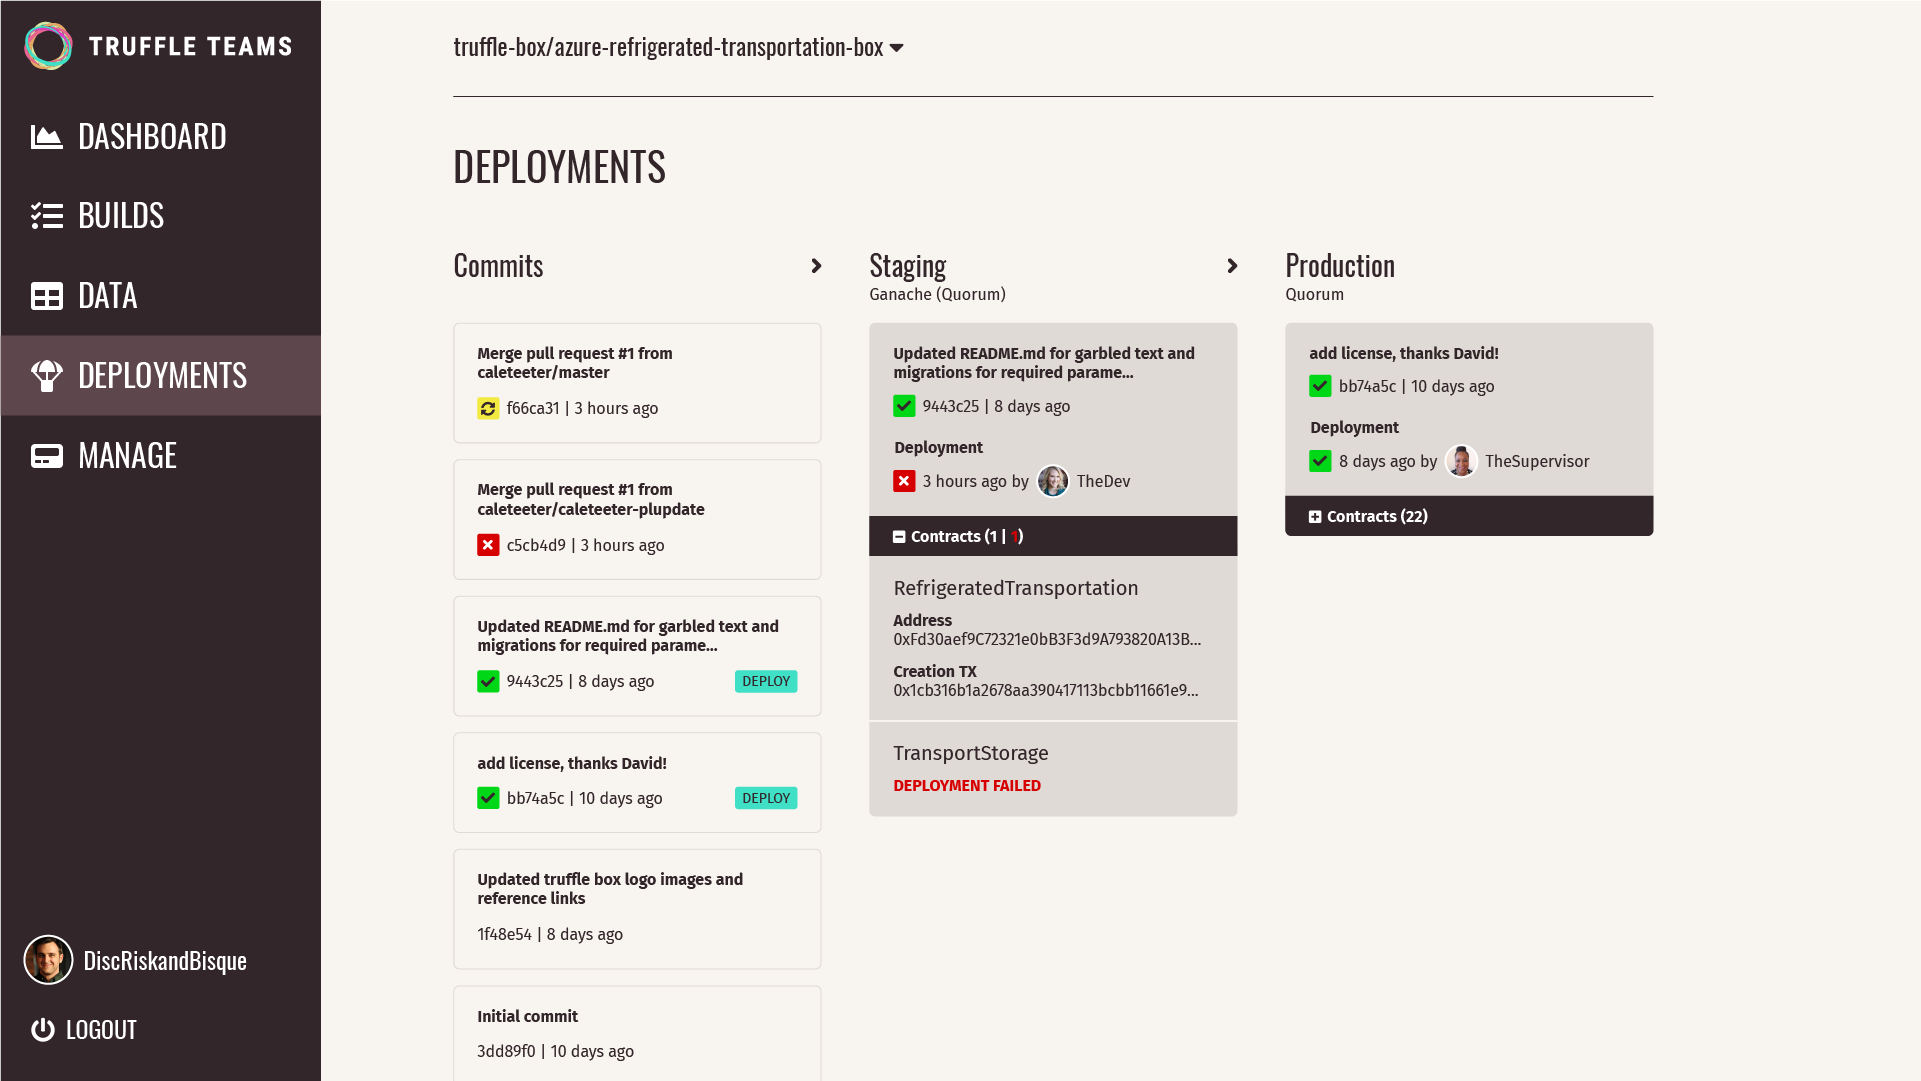 TRUFFLE TEAMS
DASHBOARD
BUILDS
DATA
DEPLOYMENTS
MANAGE
DiscRiskandBisque
LOGOUT
truffle-box/azure-refrigerated-transportation-box
DEPLOYMENTS
Commits
Merge pull request #1 from
caleteeter/master
f66ca31 | 3 hours ago
Merge pull request #1 from
caleteeter/caleteeter-plupdate
c5cb4d9 | 3 hours ago
Updated README.md for garbled text and
migrations for required parame...
9443c25 | 8 days ago
DEPLOY
add license, thanks David!
bb74a5c | 10 days ago
DEPLOY
Updated truffle box logo images and
reference links
1f48e54 | 8 days ago
Initial commit
3dd89f0 | 10 days ago
Staging
Ganache (Quorum)
Updated README.md for garbled text and
migrations for required parame...
9443c25 | 8 days ago
Deployment
3 hours ago by TheDev
Contracts (1 | 1)
RefrigeratedTransportation
Address
0xFd30aef9C72321e0bB3F3d9A793820A13B...
Creation TX
0x1cb316b1a2678aa390417113bcbb11661e9...
TransportStorage
DEPLOYMENT FAILED
Production
Quorum
add license, thanks David!
bb74a5c | 10 days ago
Deployment
8 days ago by TheSupervisor
Contracts (22)